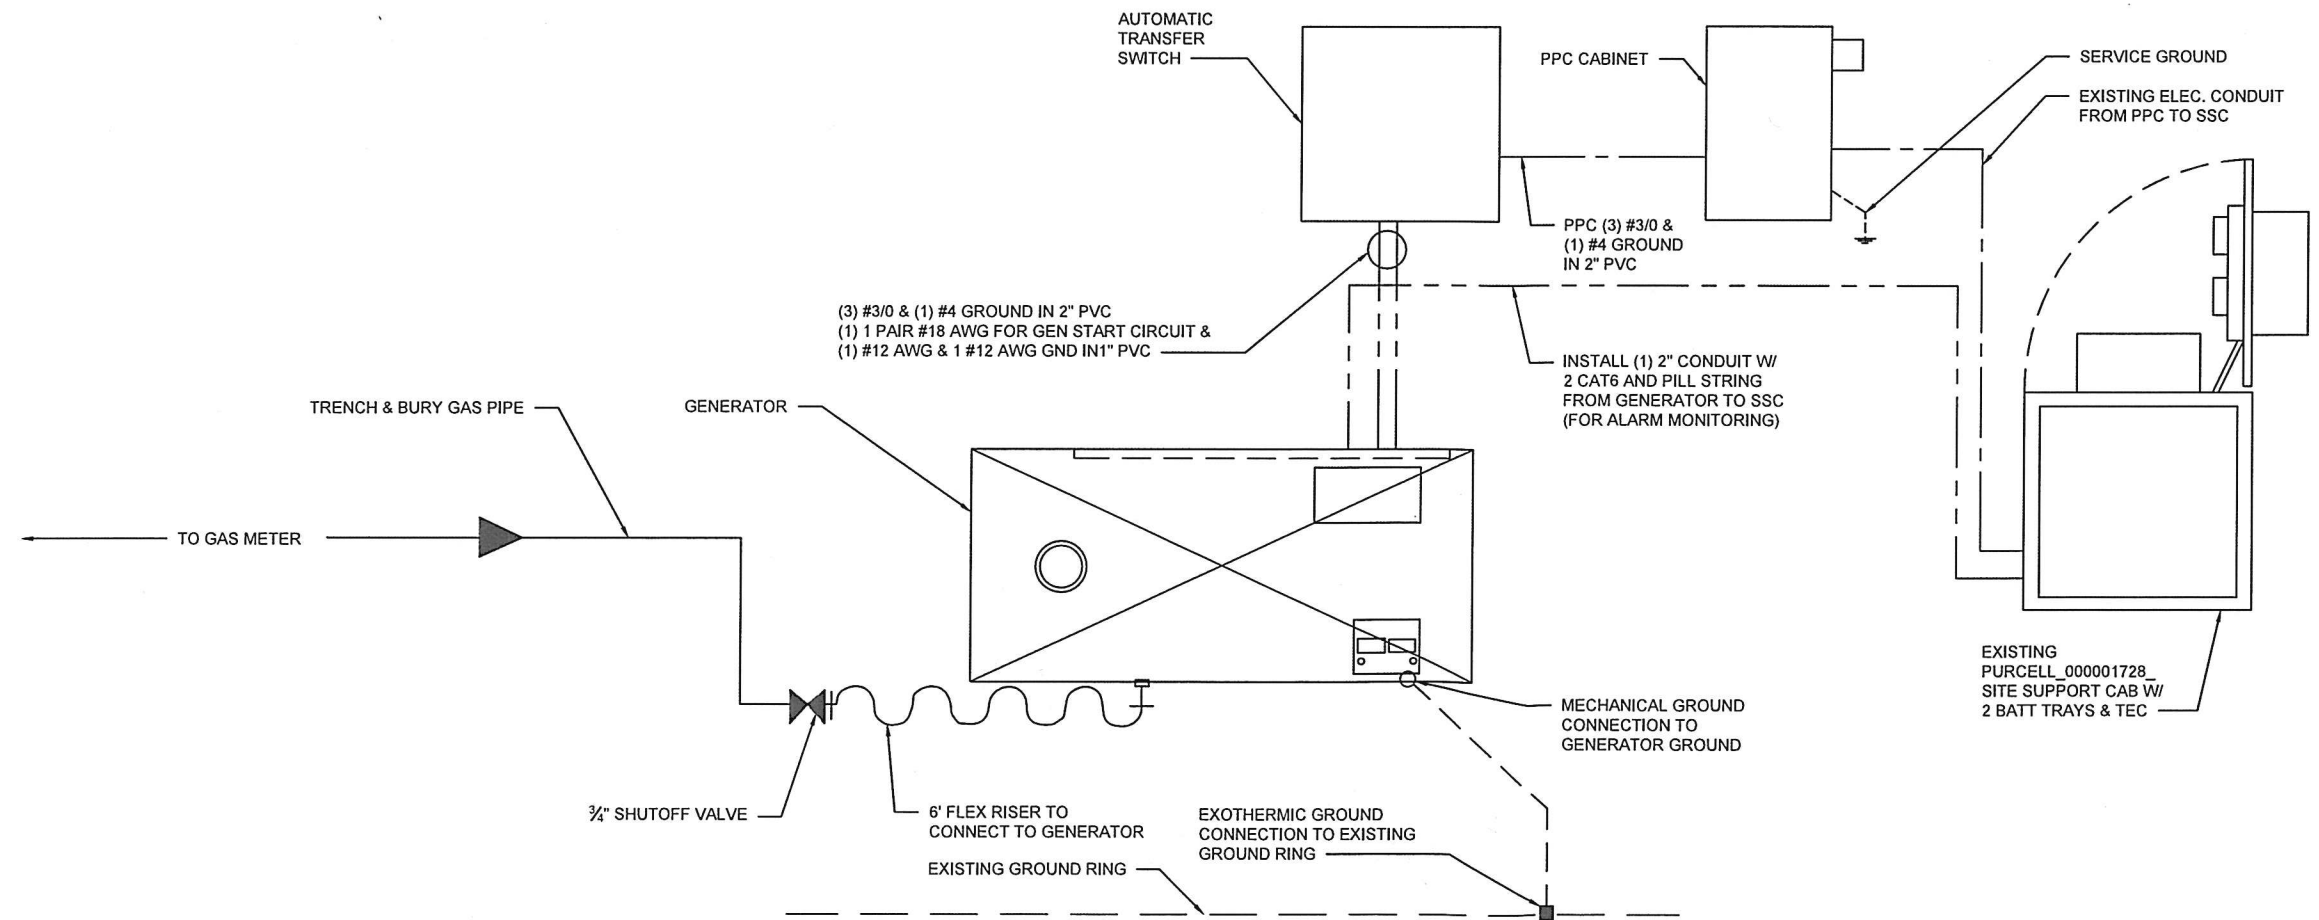 AUTOMATIC
TRANSFER
SWITCH
PPC CABINET
SERVICE GROUND
EXISTING ELEC. CONDUIT
FROM PPC TO SSC
PPC (3) #3/0 &
(1) #4 GROUND
IN 2" PVC
(3) #3/0 & (1) #4 GROUND IN 2" PVC
(1) 1 PAIR #18 AWG FOR GEN START CIRCUIT &
(1) #12 AWG & 1 #12 AWG GND IN1" PVC
INSTALL (1) 2" CONDUIT W/
2 CAT6 AND PILL STRING
FROM GENERATOR TO SSC
(FOR ALARM MONITORING)
TRENCH & BURY GAS PIPE
GENERATOR
TO GAS METER
EXISTING
PURCELL_000001728_
SITE SUPPORT CAB W/
2 BATT TRAYS & TEC
MECHANICAL GROUND
CONNECTION TO
GENERATOR GROUND
¾" SHUTOFF VALVE
6' FLEX RISER TO
CONNECT TO GENERATOR
EXOTHERMIC GROUND
CONNECTION TO EXISTING
GROUND RING
EXISTING GROUND RING